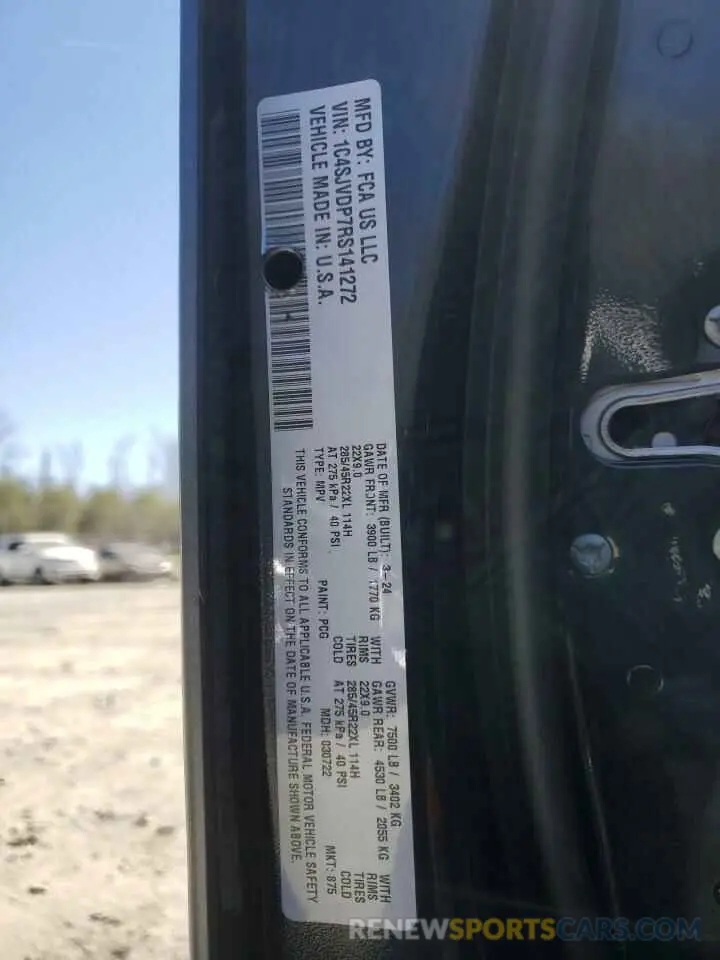 MFD BY: FCA US LLC
VIN: 1C4SJVDP7RS141272
VEHICLE MADE IN: U.S.A.
DATE OF MFR (BUILT): 3-24 GVWR: 7500 LB / 3402 KG
GAWR FRONT: 3900 LB / 1770 KG WITH GAWR REAR: 4530 LB / 2055 KG WITH
22X9.0 RIMS 22X9.0 RIMS
285/45R22XL 114H TIRES 285/45R22XL 114H TIRES
AT 275 kPa / 40 PSI COLD AT 275 kPa / 40 PSI COLD
TYPE: MPV PAINT: PCG MDH: 030722 MKT: 875
THIS VEHICLE CONFORMS TO ALL APPLICABLE U.S.A. FEDERAL MOTOR VEHICLE SAFETY
STANDARDS IN EFFECT ON THE DATE OF MANUFACTURE SHOWN ABOVE.
RENEWSPORTSCARS.COM